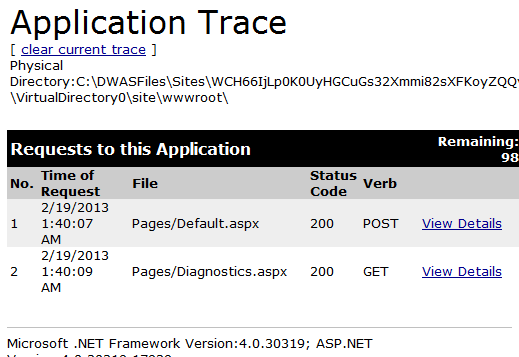 Application Trace
[ clear current trace ]
Physical
Directory:C:\DWASFiles\Sites\WCH66IjLp0K0UyHGCuGs32Xmmi82sXFKoyZQQ
\VirtualDirectory0\site\wwwroot\
Requests to this Application Remaining: 98
No. Time of Request File Status Code Verb
1 2/19/2013 1:40:07 AM Pages/Default.aspx 200 POST View Details
2 2/19/2013 1:40:09 AM Pages/Diagnostics.aspx 200 GET View Details
Microsoft .NET Framework Version:4.0.30319; ASP.NET